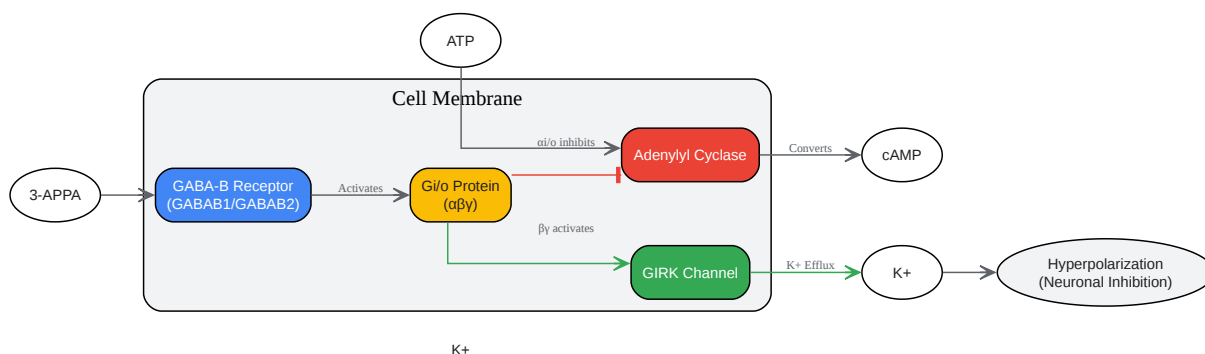 ATP
Cell Membrane
αi/o inhibits
Adenylyl Cyclase
Converts
cAMP
3-APPA
GABA-B Receptor
(GABAB1/GABAB2)
Activates
Gi/o Protein
(αβγ)
βγ activates
GIRK Channel
K+ Efflux
K+
Hyperpolarization
(Neuronal Inhibition)
K+